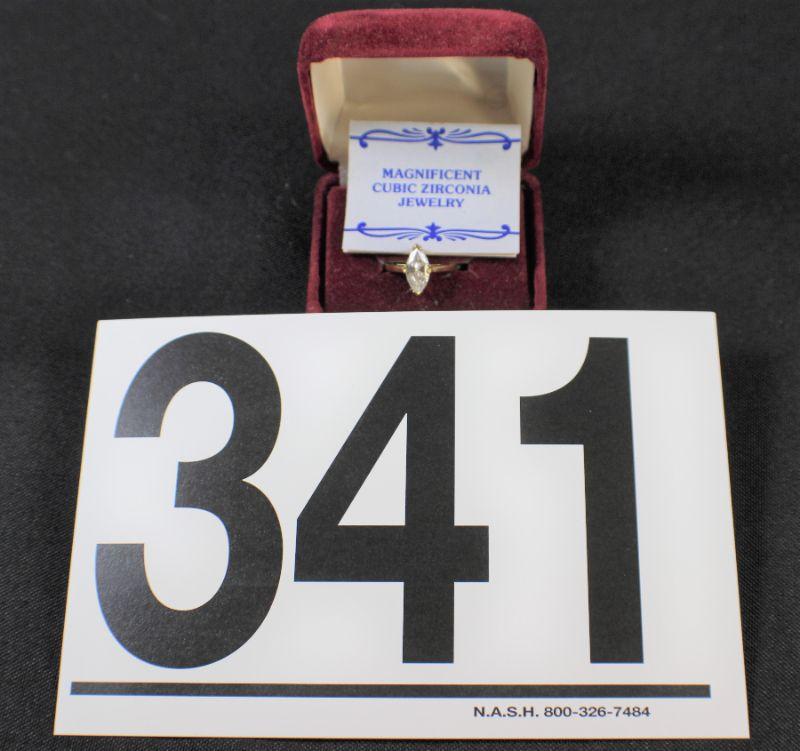 MAGNIFICENT
CUBIC ZIRCONIA
JEWELRY
341
N.A.S.H. 800-326-7484